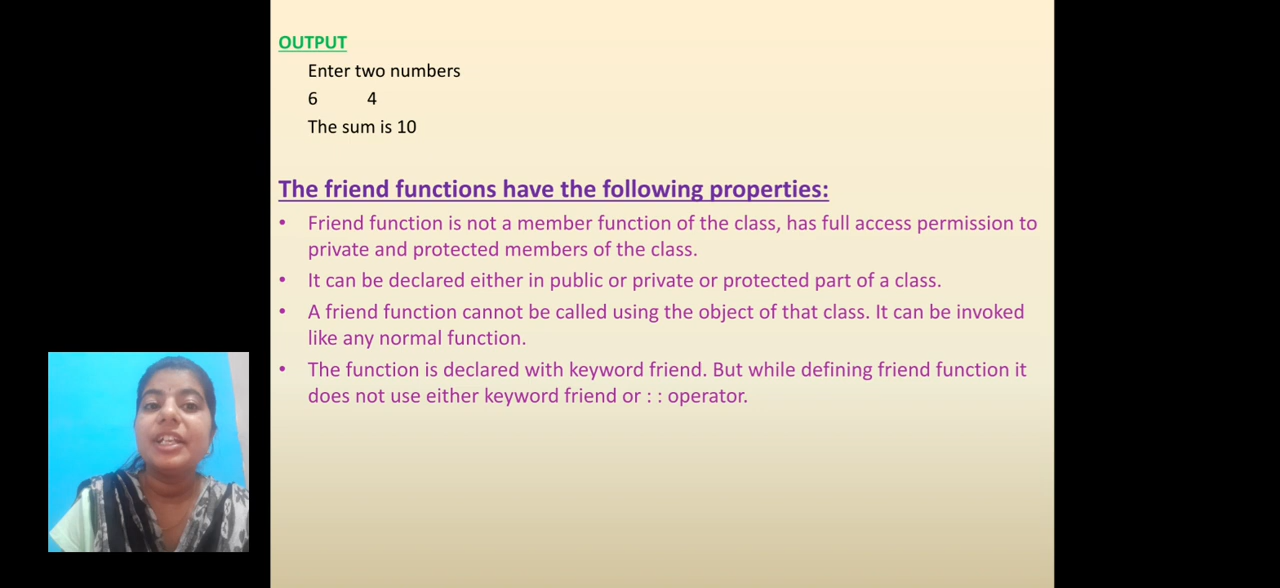 OUTPUT
Enter two numbers
6 4
The sum is 10
The friend functions have the following properties:
• Friend function is not a member function of the class, has full access permission to
private and protected members of the class.
• It can be declared either in public or private or protected part of a class.
• A friend function cannot be called using the object of that class. It can be invoked
like any normal function.
• The function is declared with keyword friend. But while defining friend function it
does not use either keyword friend or : : operator.